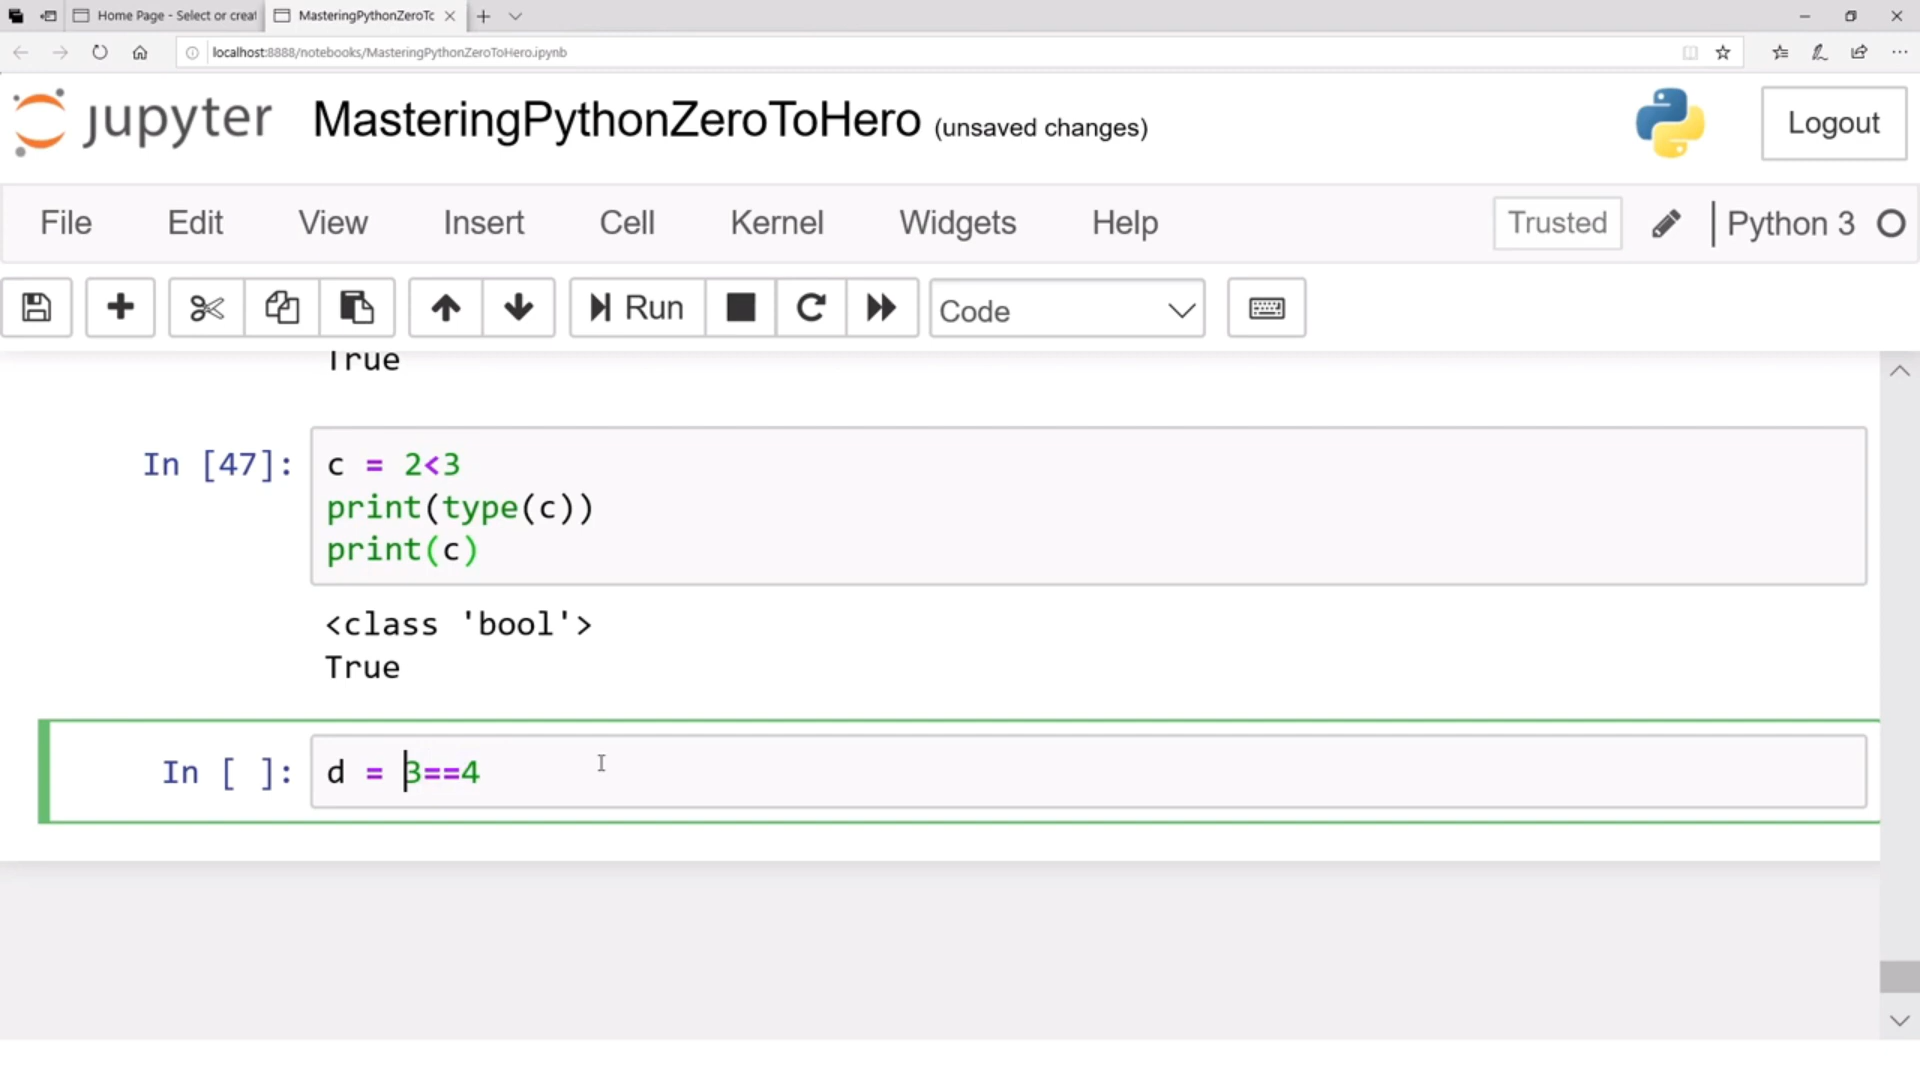 Home Page - Select or creat
MasteringPythonZeroTc
localhost:8888/notebooks/MasteringPythonZeroToHero.ipynb
jupyter MasteringPythonZeroToHero (unsaved changes)
Logout
File Edit View Insert Cell Kernel Widgets Help Trusted Python 3
Run Code
True
In [47]: c = 2<3
print(type(c))
print(c)
<class 'bool'>
True
In [ ]: d = 3==4